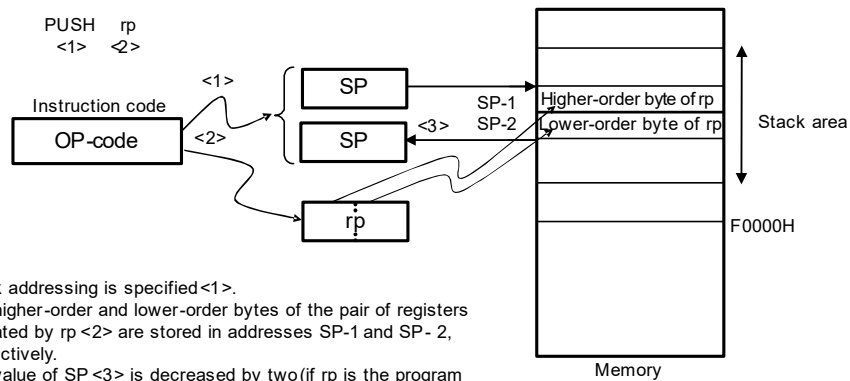 PUSH rp
<1> <2>
<1>
SP
SP-1
Higher-order byte of rp
Instruction code
OP-code
<2>
SP
<3>
SP-2
Lower-order byte of rp
Stack area
rp
F0000H
addressing is specified <1>.
higher-order and lower-order bytes of the pair of registers
by rp <2> are stored in addresses SP-1 and SP- 2,
value of SP <3> is decreased by two (if rp is the program
Memory